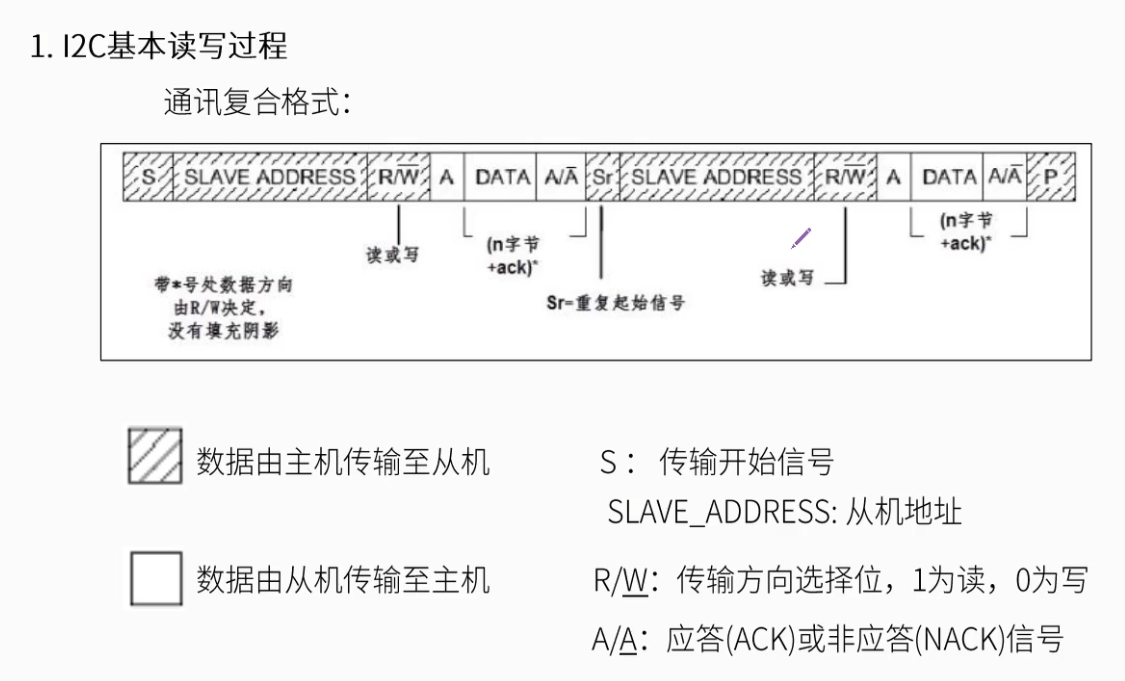 1. I2C基本读写过程
通讯复合格式：
S SLAVE ADDRESS R/W̅ A DATA A/A̅ Sr SLAVE ADDRESS R/W̅ A DATA A/A̅ P
读或写
(n字节
+ack)*
Sr=重复起始信号
读或写
(n字节
+ack)*
带*号处数据方向
由R/W决定，
没有填充阴影
数据由主机传输至从机
S： 传输开始信号
SLAVE_ADDRESS: 从机地址
数据由从机传输至主机
R/W：传输方向选择位，1为读，0为写
A/A：应答(ACK)或非应答(NACK)信号